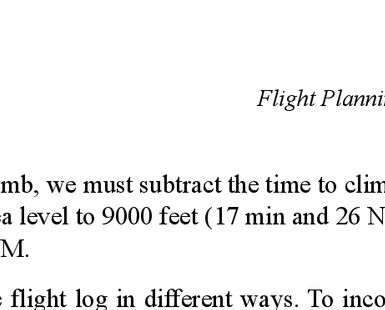 Flight Planni
mb, we must subtract the time to clim
ea level to 9000 feet (17 min and 26 N
M.
flight log in different ways. To inco